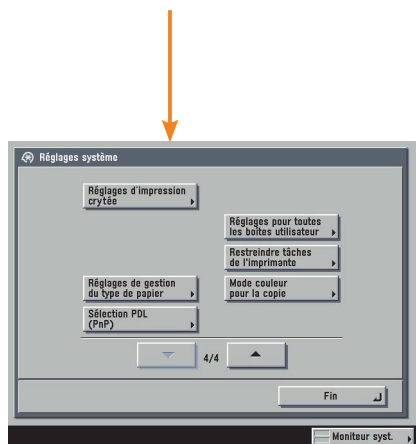 Réglages système
Réglages d'impression
crytée
Réglages pour toutes
les boîtes utilisateur
Restreindre tâches
de l'imprimante
Réglages de gestion
du type de papier
Mode couleur
pour la copie
Sélection PDL
(PnP)
4/4
Fin
Moniteur syst.